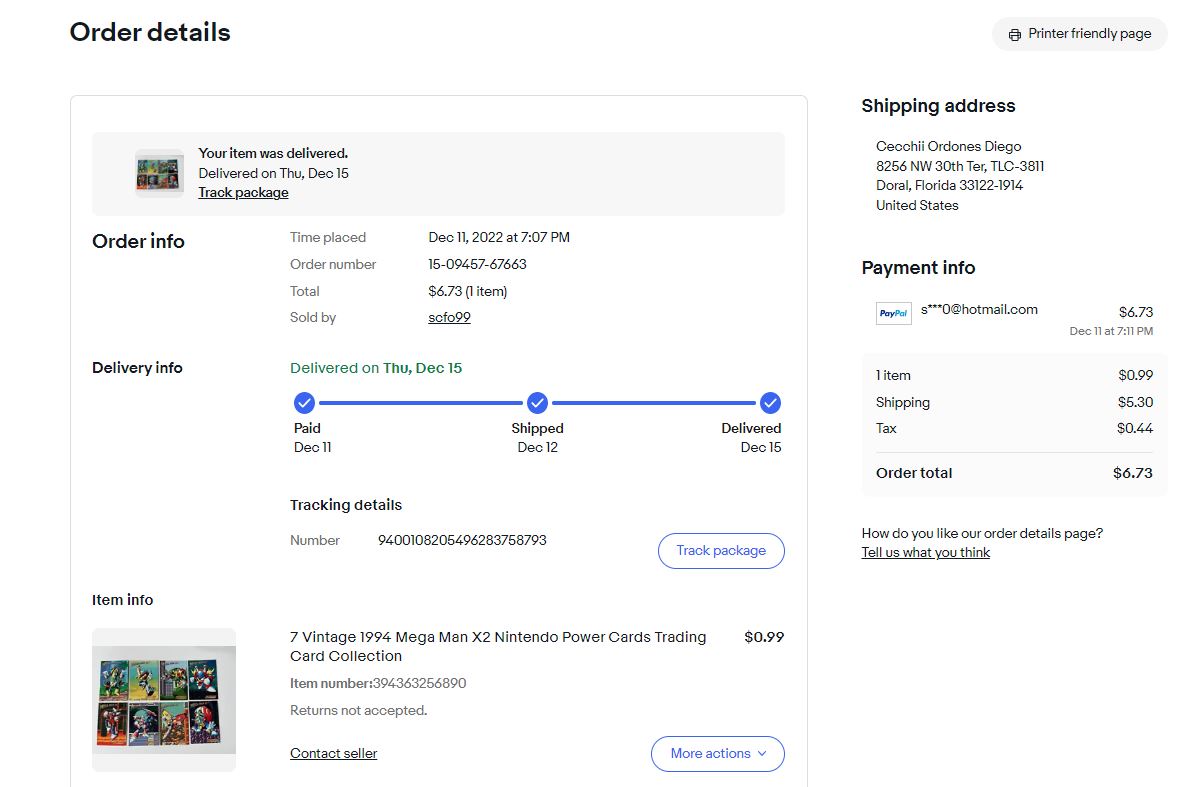 Order details
Printer friendly page
Your item was delivered.
Delivered on Thu, Dec 15
Track package
Order info
Time placed Dec 11, 2022 at 7:07 PM
Order number 15-09457-67663
Total $6.73 (1 item)
Sold by scfo99
Delivery info
Delivered on Thu, Dec 15
Paid Shipped Delivered
Dec 11 Dec 12 Dec 15
Tracking details
Number 9400108205496283758793
Track package
Item info
7 Vintage 1994 Mega Man X2 Nintendo Power Cards Trading $0.99
Card Collection
Item number:394363256890
Returns not accepted.
Contact seller
More actions
Shipping address
Cecchii Ordones Diego
8256 NW 30th Ter, TLC-3811
Doral, Florida 33122-1914
United States
Payment info
PayPal s***0@hotmail.com $6.73
Dec 11 at 7:11 PM
1 item $0.99
Shipping $5.30
Tax $0.44
Order total $6.73
How do you like our order details page?
Tell us what you think